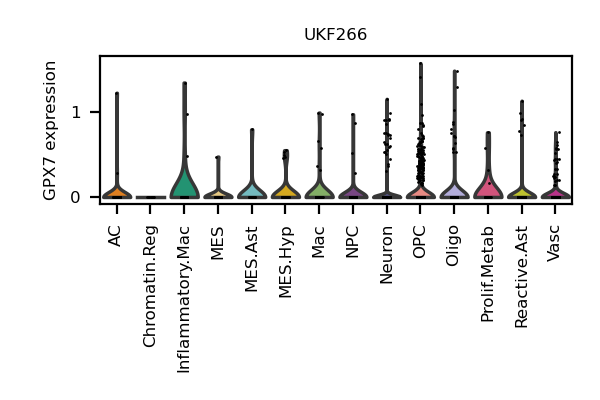 UKF266
GPX7 expression
1
0
AC
Chromatin.Reg
Inflammatory.Mac
MES
MES.Ast
MES.Hyp
Mac
NPC
Neuron
OPC
Oligo
Prolif.Metab
Reactive.Ast
Vasc